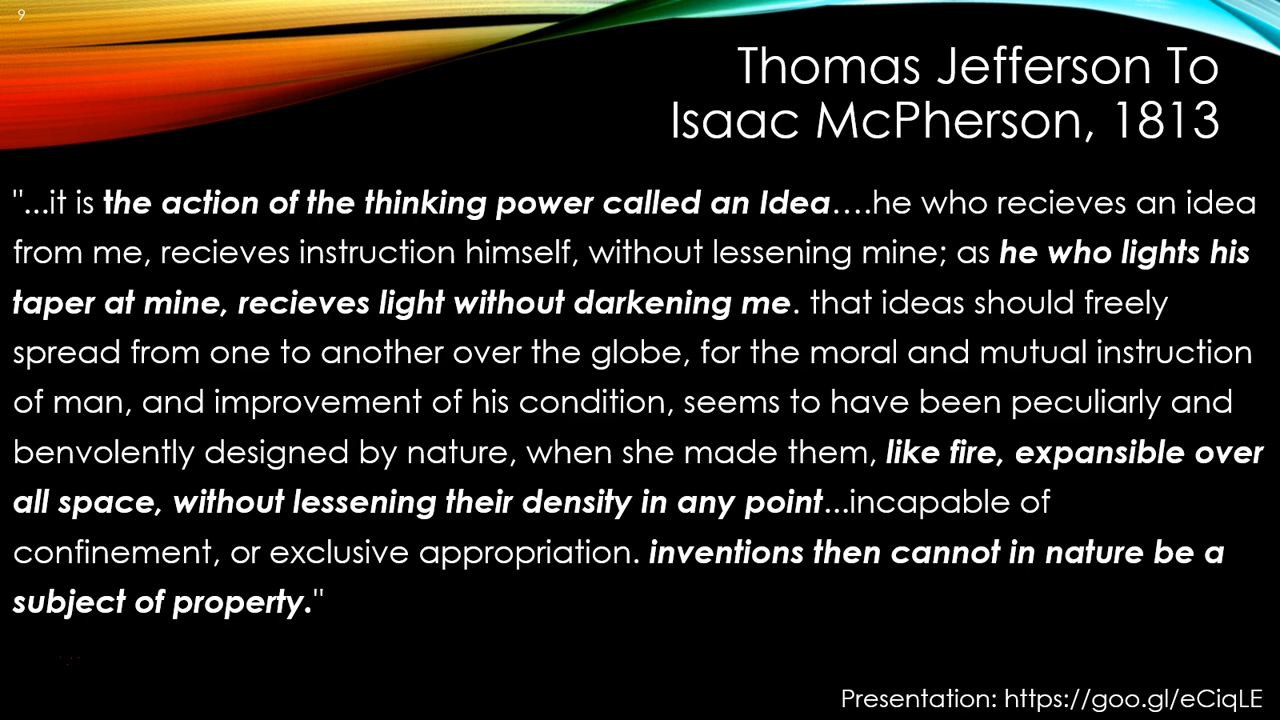 9
Thomas Jefferson To
Isaac McPherson, 1813
"...it is the action of the thinking power called an Idea....he who recieves an idea
from me, recieves instruction himself, without lessening mine; as he who lights his
taper at mine, recieves light without darkening me. that ideas should freely
spread from one to another over the globe, for the moral and mutual instruction
of man, and improvement of his condition, seems to have been peculiarly and
benvolently designed by nature, when she made them, like fire, expansible over
all space, without lessening their density in any point...incapable of
confinement, or exclusive appropriation. inventions then cannot in nature be a
subject of property."
Presentation: https://goo.gl/eCiqLE